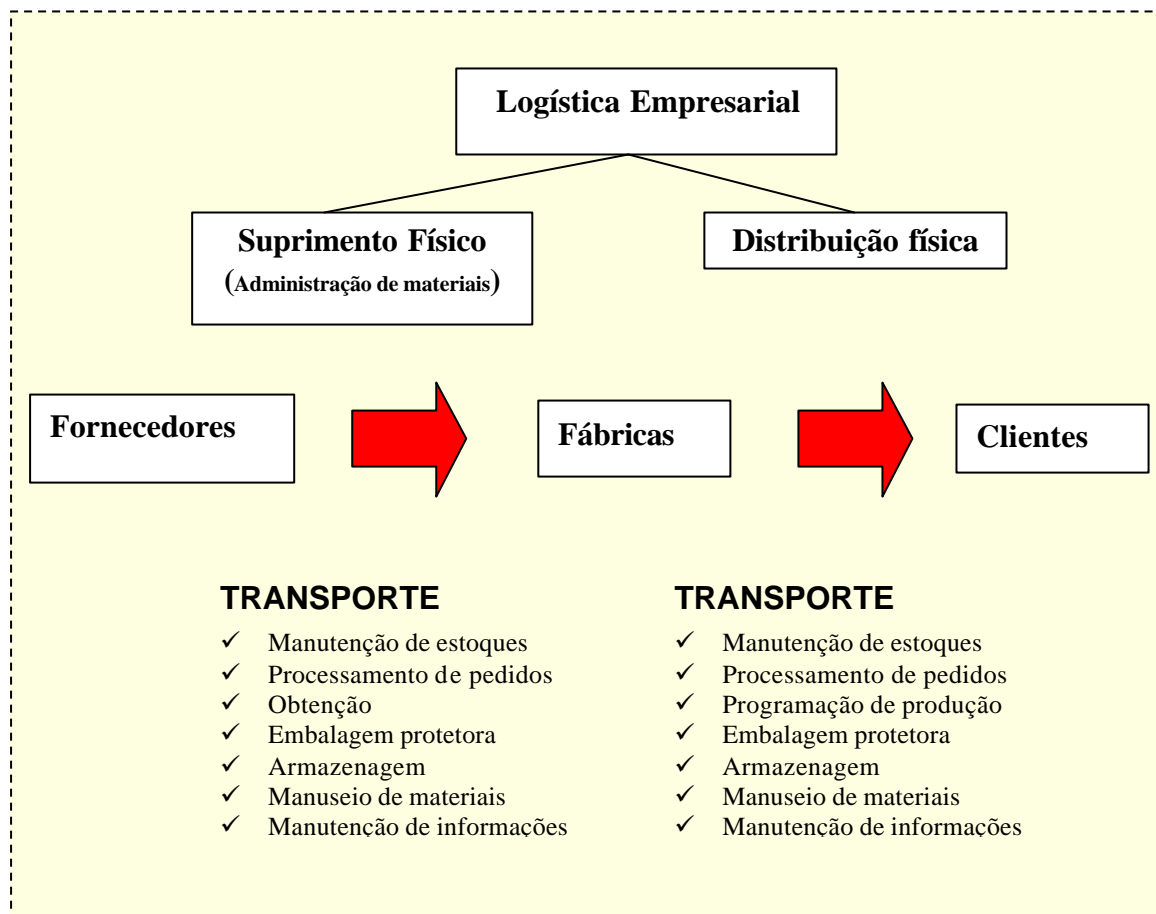 Logística Empresarial
Suprimento Físico
(Administração de materiais)
Distribuição física
Fornecedores
Fábricas
Clientes
TRANSPORTE
✓ Manutenção de estoques
✓ Processamento de pedidos
✓ Obtenção
✓ Embalagem protetora
✓ Armazenagem
✓ Manuseio de materiais
✓ Manutenção de informações
TRANSPORTE
✓ Manutenção de estoques
✓ Processamento de pedidos
✓ Programação de produção
✓ Embalagem protetora
✓ Armazenagem
✓ Manuseio de materiais
✓ Manutenção de informações